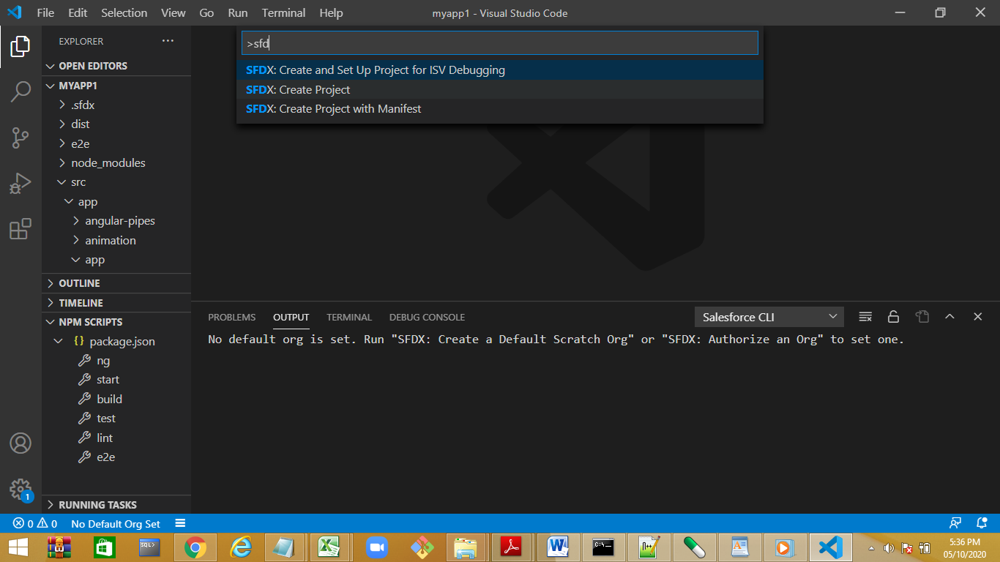 File Edit Selection View Go Run Terminal Help
myapp1 - Visual Studio Code
EXPLORER
OPEN EDITORS
MYAPP1
.sfdx
dist
e2e
node_modules
src
app
angular-pipes
animation
app
OUTLINE
TIMELINE
NPM SCRIPTS
{} package.json
ng
start
build
test
lint
e2e
RUNNING TASKS
>sfd
SFDX: Create and Set Up Project for ISV Debugging
SFDX: Create Project
SFDX: Create Project with Manifest
PROBLEMS OUTPUT TERMINAL DEBUG CONSOLE
Salesforce CLI
No default org is set. Run "SFDX: Create a Default Scratch Org" or "SFDX: Authorize an Org" to set one.
1
0 0 No Default Org Set
SQL>
C:\_
5:36 PM
05/10/2020